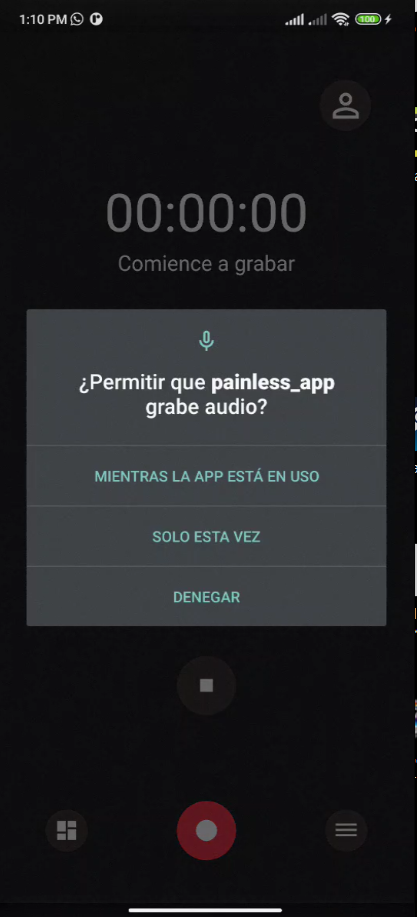 1:10 PM
100
00:00:00
Comience a grabar
¿Permitir que painless_app
grabe audio?
MIENTRAS LA APP ESTÁ EN USO
SOLO ESTA VEZ
DENEGAR